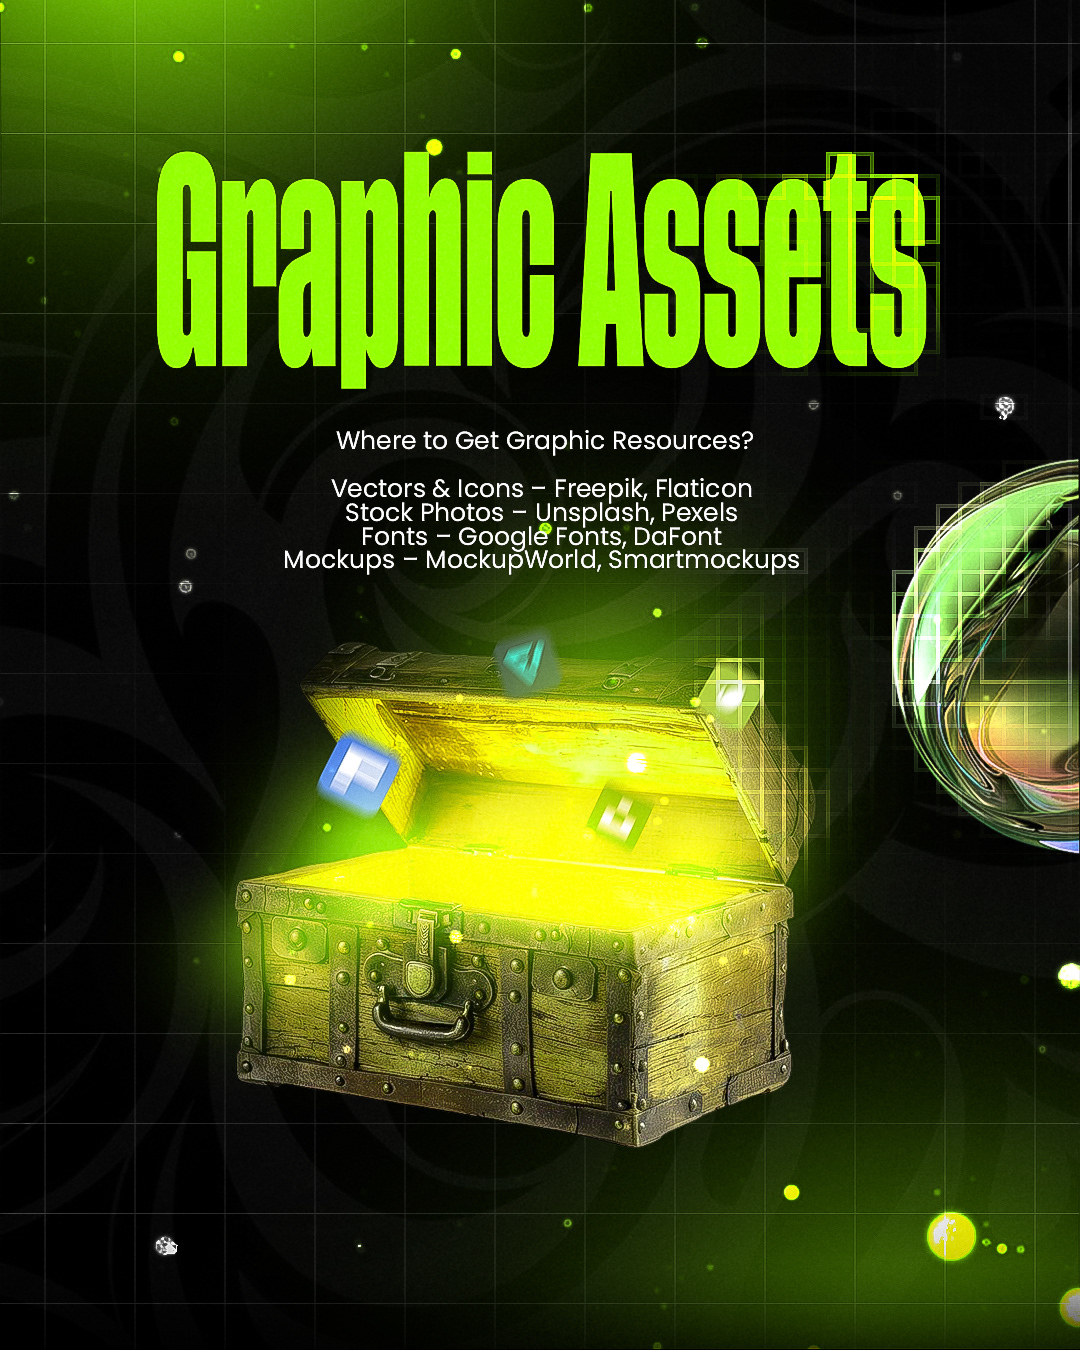 Graphic Assets
Where to Get Graphic Resources?
Vectors & Icons – Freepik, Flaticon
Stock Photos – Unsplash, Pexels
Fonts – Google Fonts, DaFont
Mockups – MockupWorld, Smartmockups